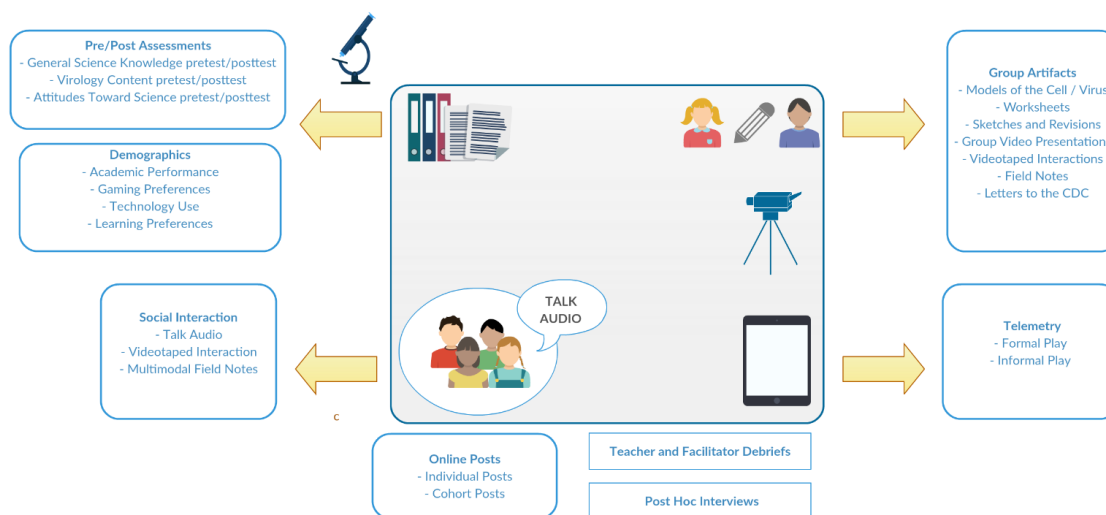 Pre/Post Assessments
- General Science Knowledge pretest/posttest
- Virology Content pretest/posttest
- Attitudes Toward Science pretest/posttest
Demographics
- Academic Performance
- Gaming Preferences
- Technology Use
- Learning Preferences
Social Interaction
- Talk Audio
- Videotaped Interaction
- Multimodal Field Notes
c
TALK
AUDIO
Group Artifacts
- Models of the Cell / Virus
- Worksheets
- Sketches and Revisions
- Group Video Presentation
- Videotaped Interactions
- Field Notes
- Letters to the CDC
Telemetry
- Formal Play
- Informal Play
Online Posts
- Individual Posts
- Cohort Posts
Teacher and Facilitator Debriefs
Post Hoc Interviews